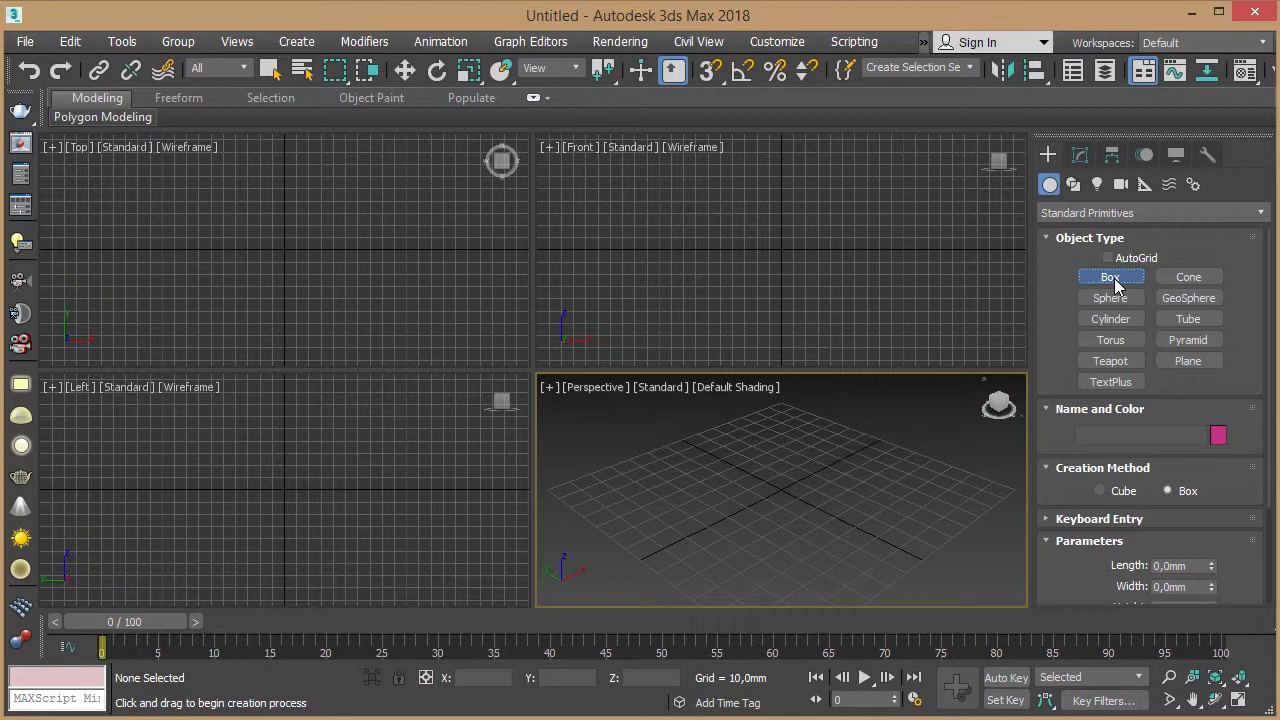 Untitled - Autodesk 3ds Max 2018
File Edit Tools Group Views Create Modifiers Animation Graph Editors Rendering Civil View Customize Scripting » Sign In Workspaces: Default
All View Create Selection Se
Modeling Freeform Selection Object Paint Populate
Polygon Modeling
[+] [Top] [Standard] [Wireframe]
[+] [Front] [Standard] [Wireframe]
Standard Primitives
Object Type
AutoGrid
Box Cone
Sphere GeoSphere
Cylinder Tube
Torus Pyramid
Teapot Plane
TextPlus
[+] [Left] [Standard] [Wireframe]
[+] [Perspective] [Standard] [Default Shading]
Name and Color
Creation Method
Cube Box
Keyboard Entry
Parameters
Length: 0,0mm
Width: 0,0mm
< 0 / 100 >
0 5 10 15 20 25 30 35 40 45 50 55 60 65 70 75 80 85 90 95 100
None Selected X: Y: Z: Grid = 10,0mm Auto Key Selected
MAXScript Mi Click and drag to begin creation process Add Time Tag 0 Set Key Key Filters...